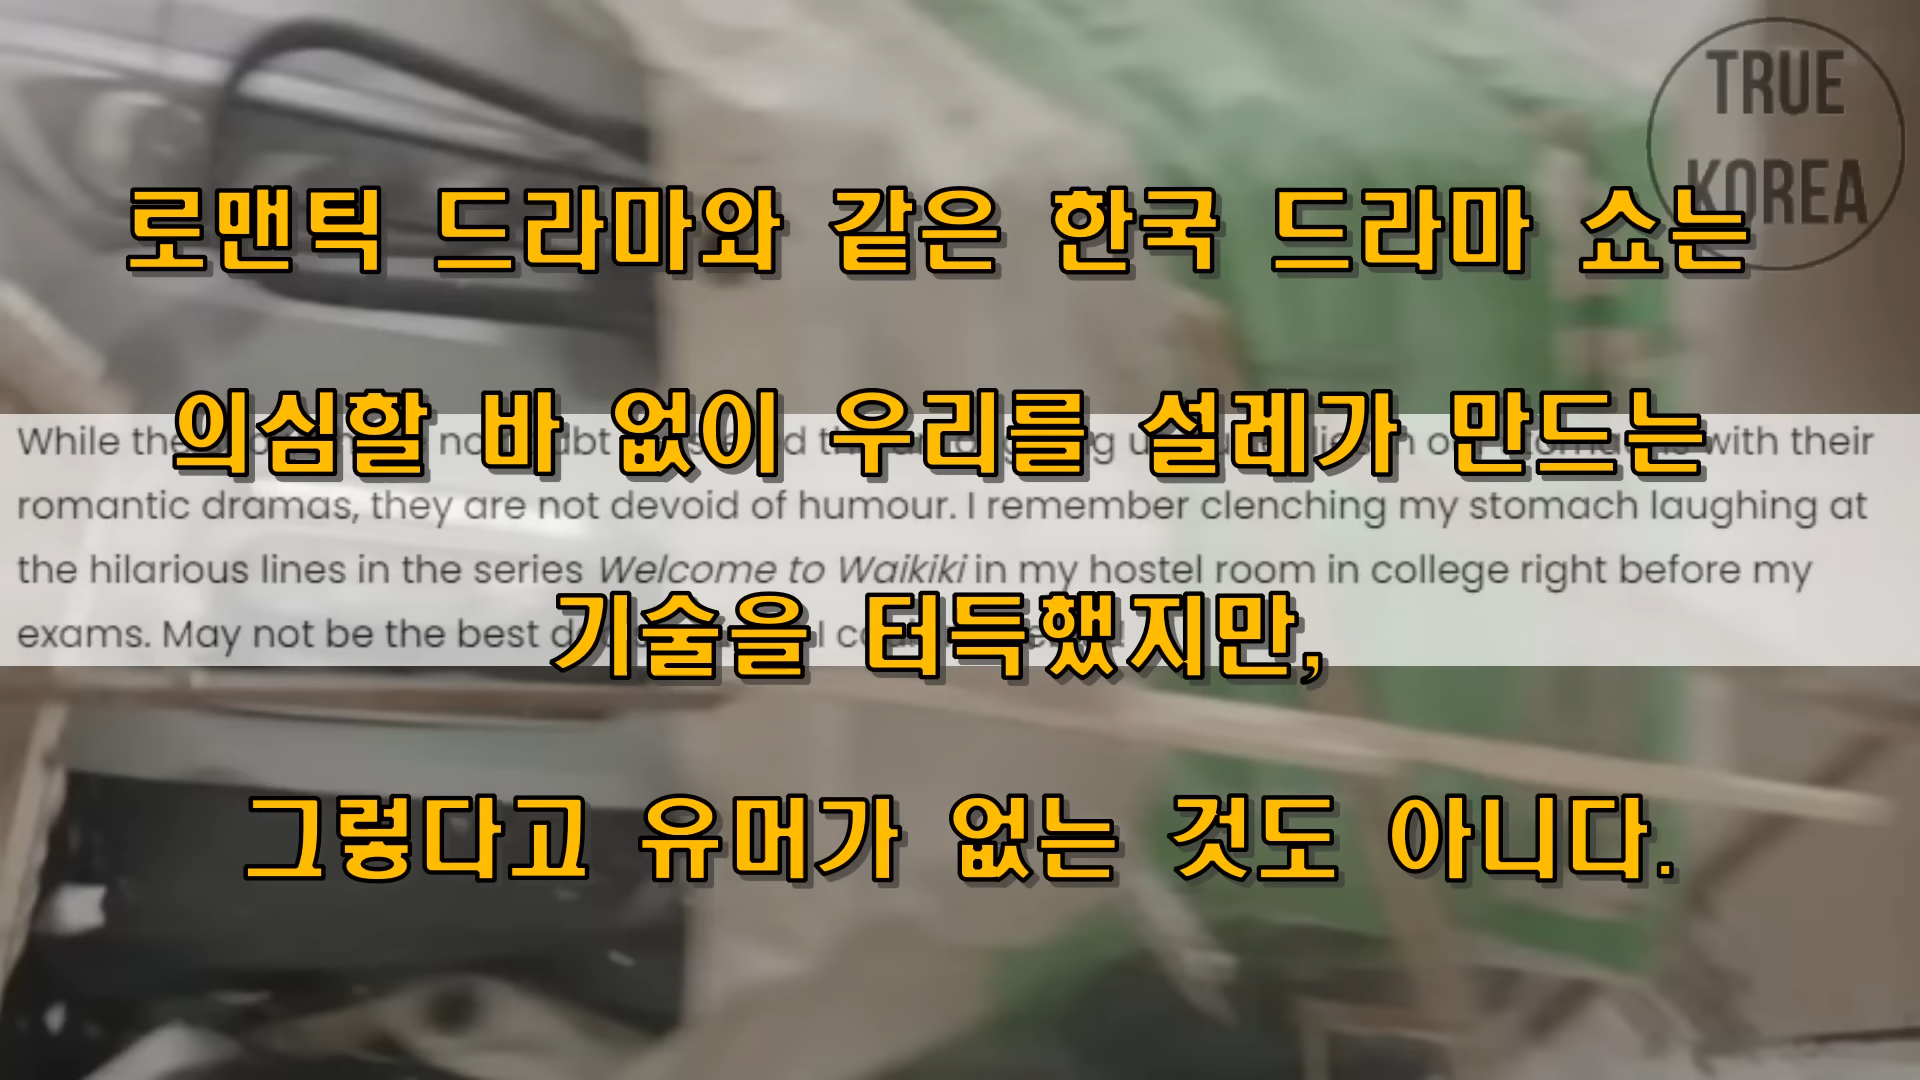 TRUE
KOREA
로맨틱 드라마와 같은 한국 드라마 쇼는
의심할 바 없이 우리를 설레가 만드는
기술을 터득했지만,
그렇다고 유머가 없는 것도 아니다.
While the with their
romantic dramas, they are not devoid of humour. I remember clenching my stomach laughing at
the hilarious lines in the series Welcome to Waikiki in my hostel room in college right before my
exams. May not be the best I